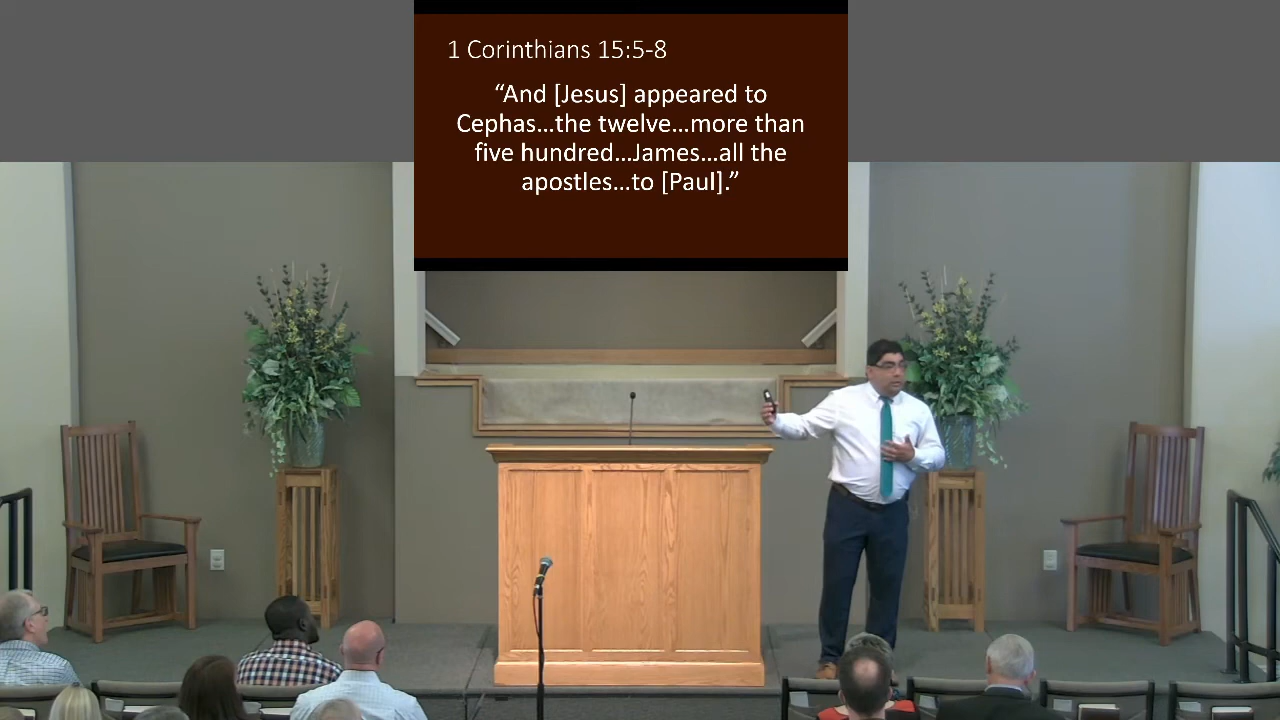 1 Corinthians 15:5-8
“And [Jesus] appeared to
Cephas…the twelve…more than
five hundred…James…all the
apostles…to [Paul].”